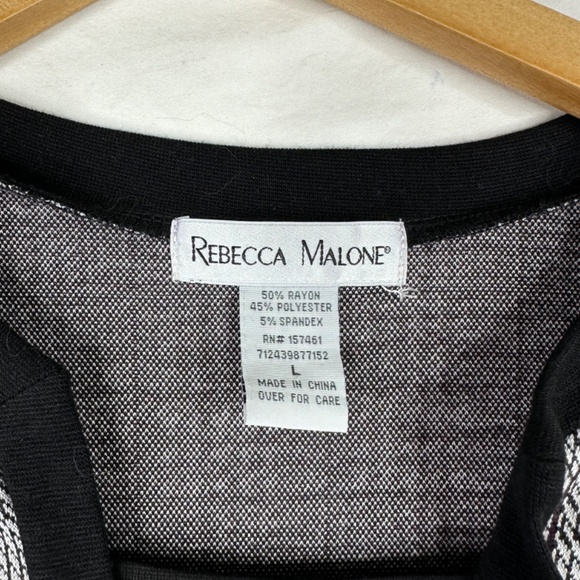 REBECCA MALONE®
50% RAYON
45% POLYESTER
5% SPANDEX
RN# 157461
712439877152
L
MADE IN CHINA
OVER FOR CARE